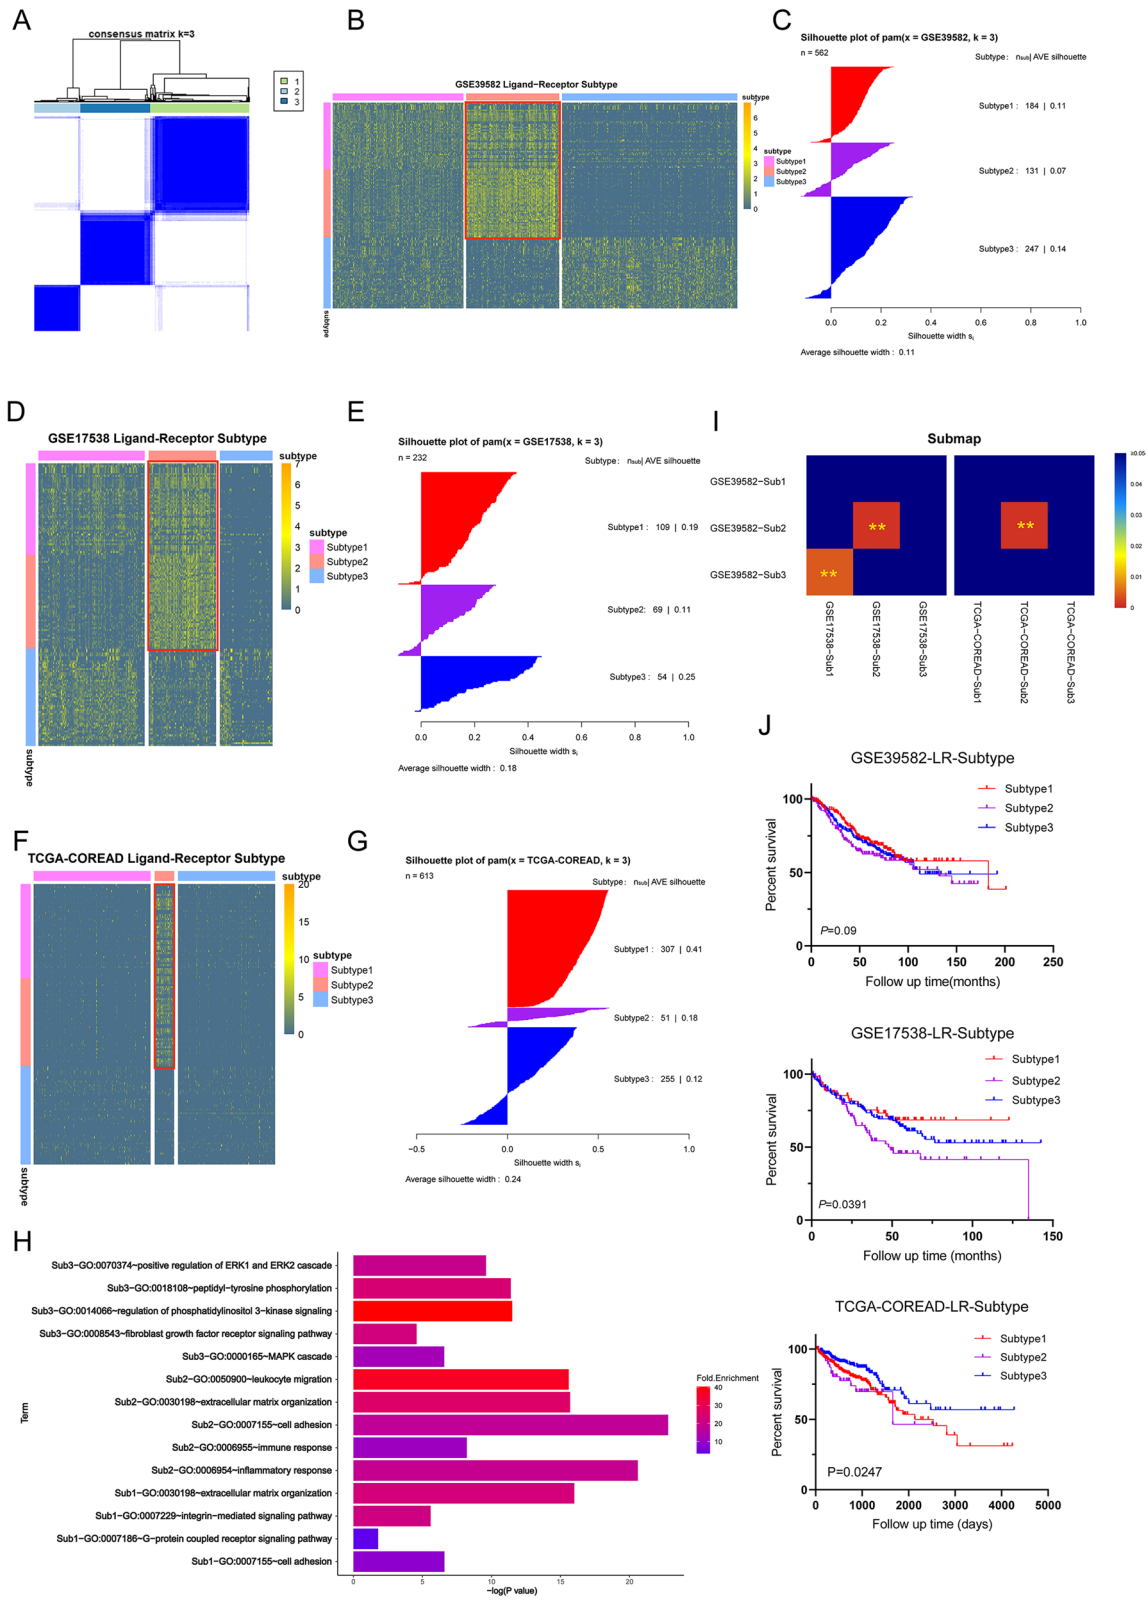 A
consensus matrix k=3
1
2
3
B
GSE39582 Ligand−Receptor Subtype
subtype
7
6
5
4
3
2
1
0
subtype
Subtype1
Subtype2
Subtype3
subtype
C
Silhouette plot of pam(x = GSE39582, k = 3)
n = 562
Subtype: nsub| AVE silhouette
Subtype1 : 184 | 0.11
Subtype2 : 131 | 0.07
Subtype3 : 247 | 0.14
0.0 0.2 0.4 0.6 0.8 1.0
Silhouette width si
Average silhouette width : 0.11
D
GSE17538 Ligand-Receptor Subtype
subtype
7
6
5
4
3
2
1
0
subtype
Subtype1
Subtype2
Subtype3
subtype
E
Silhouette plot of pam(x = GSE17538, k = 3)
n = 232
Subtype: nsub| AVE silhouette
Subtype1 : 109 | 0.19
Subtype2: 69 | 0.11
Subtype3 : 54 | 0.25
0.0 0.2 0.4 0.6 0.8 1.0
Silhouette width si
Average silhouette width : 0.18
I
Submap
GSE39582−Sub1
GSE39582−Sub2
GSE39582−Sub3
**
**
**
GSE17538−Sub1
GSE17538−Sub2
GSE17538−Sub3
TCGA−COREAD−Sub1
TCGA−COREAD−Sub2
TCGA−COREAD−Sub3
≥0.05
0.04
0.03
0.02
0.01
0
F
TCGA-COREAD Ligand-Receptor Subtype
subtype
20
15
10
5
0
subtype
Subtype1
Subtype2
Subtype3
subtype
G
Silhouette plot of pam(x = TCGA-COREAD, k = 3)
n = 613
Subtype: nsub| AVE silhouette
Subtype1 : 307 | 0.41
Subtype2 : 51 | 0.18
Subtype3 : 255 | 0.12
−0.5 0.0 0.5 1.0
Silhouette width si
Average silhouette width : 0.24
J
GSE39582-LR-Subtype
Subtype1
Subtype2
Subtype3
Percent survival
100
50
0
P=0.09
0 50 100 150 200 250
Follow up time(months)
GSE17538-LR-Subtype
Subtype1
Subtype2
Subtype3
Percent survival
100
50
0
P=0.0391
0 50 100 150
Follow up time (months)
TCGA-COREAD-LR-Subtype
Subtype1
Subtype2
Subtype3
Percent survival
100
50
0
P=0.0247
0 1000 2000 3000 4000 5000
Follow up time (days)
H
Term
Sub3−GO:0070374~positive regulation of ERK1 and ERK2 cascade
Sub3−GO:0018108~peptidyl−tyrosine phosphorylation
Sub3−GO:0014066~regulation of phosphatidylinositol 3−kinase signaling
Sub3−GO:0008543~fibroblast growth factor receptor signaling pathway
Sub3−GO:0000165~MAPK cascade
Sub2−GO:0050900~leukocyte migration
Sub2−GO:0030198~extracellular matrix organization
Sub2−GO:0007155~cell adhesion
Sub2−GO:0006955~immune response
Sub2−GO:0006954~inflammatory response
Sub1−GO:0030198~extracellular matrix organization
Sub1−GO:0007229~integrin−mediated signaling pathway
Sub1−GO:0007186~G−protein coupled receptor signaling pathway
Sub1−GO:0007155~cell adhesion
0 5 10 15 20
−log(P value)
Fold.Enrichment
40
30
20
10